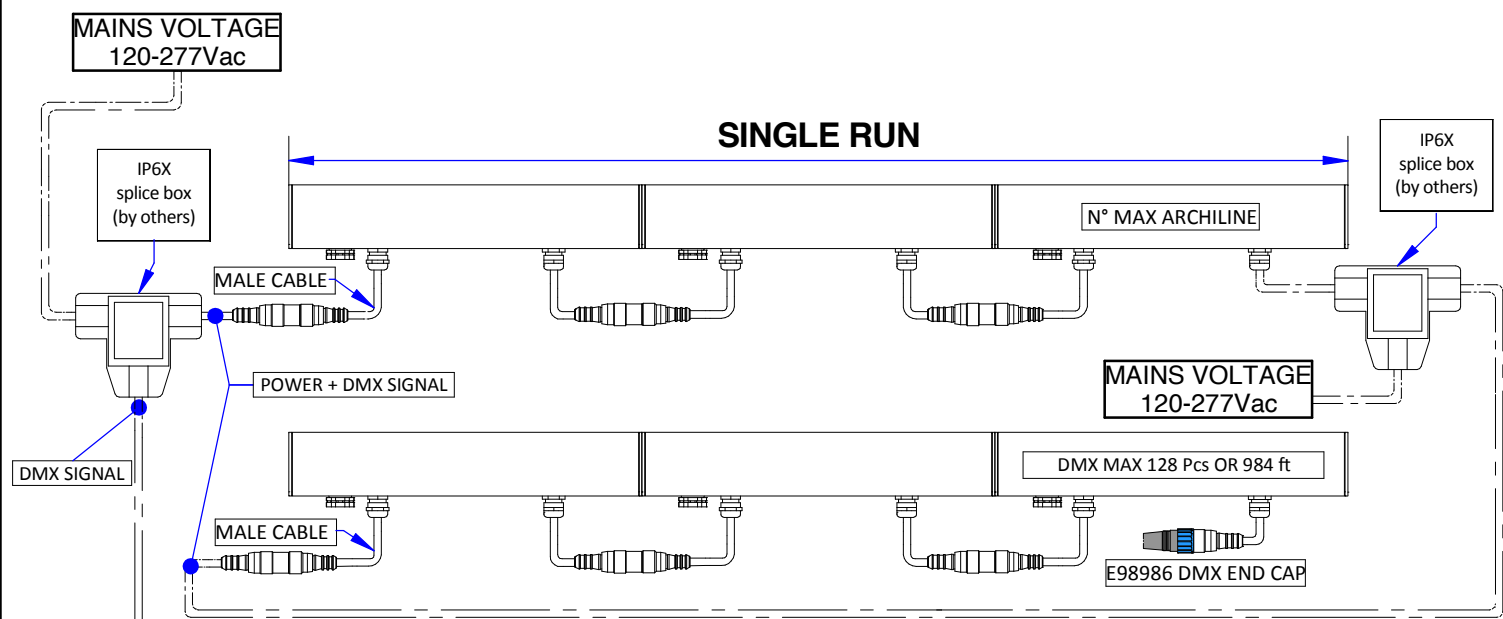 MAINS VOLTAGE
120-277Vac
SINGLE RUN
IP6X
splice box
(by others)
IP6X
splice box
(by others)
N° MAX ARCHILINE
MALE CABLE
POWER + DMX SIGNAL
MAINS VOLTAGE
120-277Vac
DMX SIGNAL
DMX MAX 128 Pcs OR 984 ft
MALE CABLE
E98986 DMX END CAP